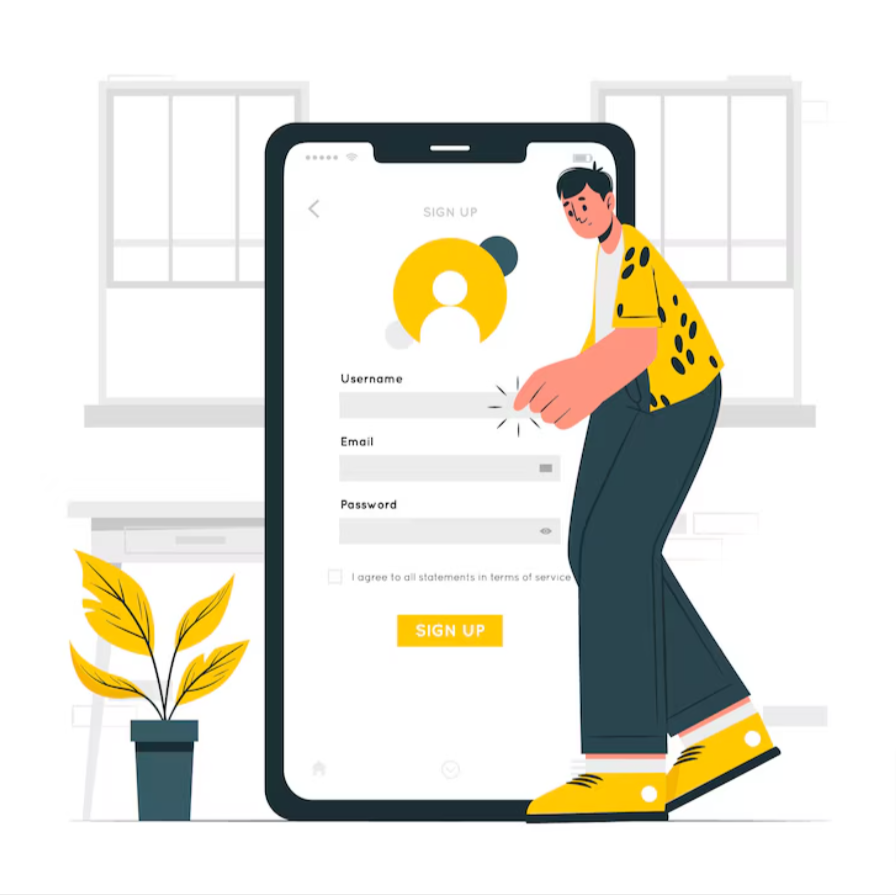 SIGN UP
Username
Email
Password
I agree to all statements in terms of service
SIGN UP